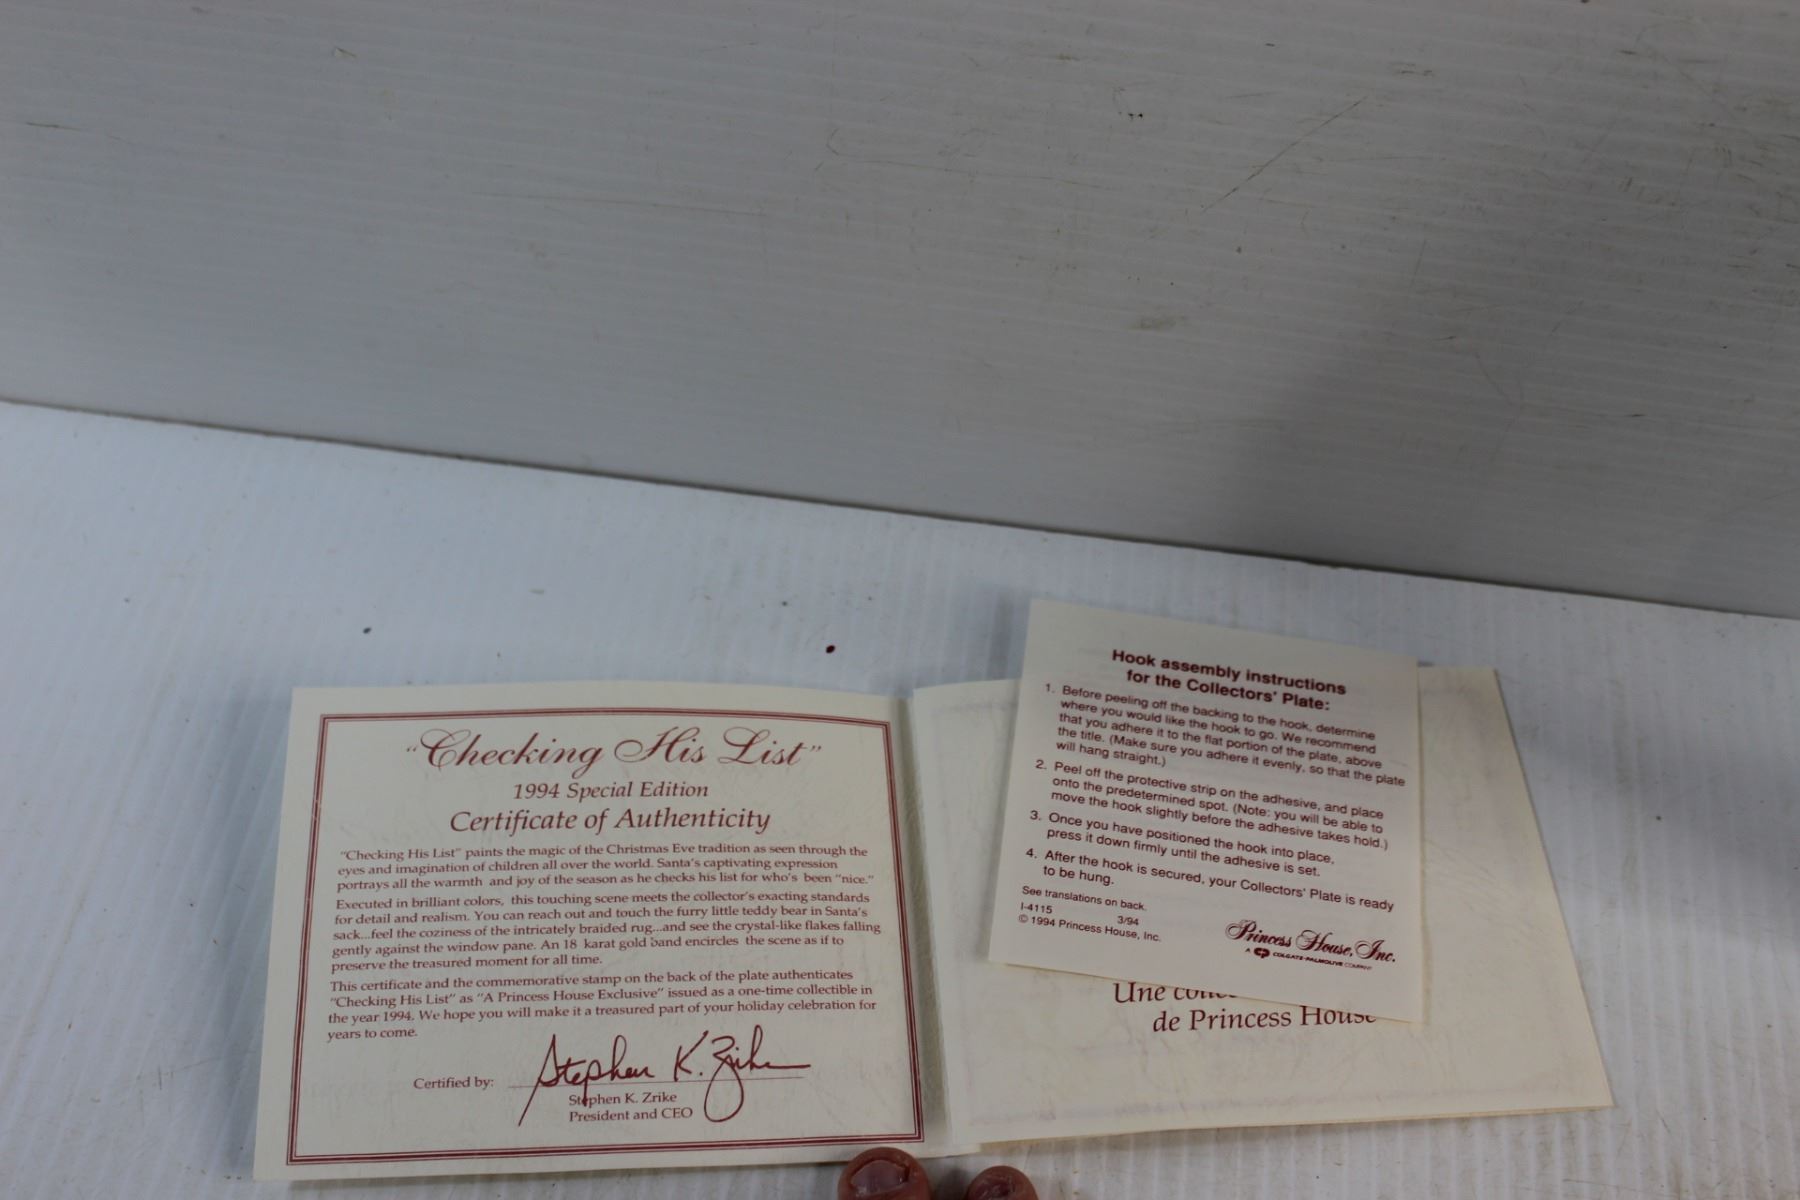 "Checking His List"
1994 Special Edition
Certificate of Authenticity
"Checking His List" paints the magic of the Christmas Eve tradition as seen through the
eyes and imagination of children all over the world. Santa's captivating expression
portrays all the warmth and joy of the season as he checks his list for who's been "nice."
Executed in brilliant colors, this touching scene meets the collector's exacting standards
for detail and realism. You can reach out and touch the furry little teddy bear in Santa's
sack...feel the coziness of the intricately braided rug...and see the crystal-like flakes falling
gently against the window pane. An 18 karat gold band encircles the scene as if to
preserve the treasured moment for all time.
This certificate and the commemorative stamp on the back of the plate authenticates
"Checking His List" as "A Princess House Exclusive" issued as a one-time collectible in
the year 1994. We hope you will make it a treasured part of your holiday celebration for
years to come.
Certified by: Stephen K. Zrike
Stephen K. Zrike
President and CEO
Hook assembly instructions
for the Collectors' Plate:
1. Before peeling off the backing to the hook, determine
where you would like the hook to go. We recommend
that you adhere it to the flat portion of the plate, above
the title. (Make sure you adhere it evenly, so that the plate
will hang straight.)
2. Peel off the protective strip on the adhesive, and place
onto the predetermined spot. (Note: you will be able to
move the hook slightly before the adhesive takes hold.)
3. Once you have positioned the hook into place,
press it down firmly until the adhesive is set.
4. After the hook is secured, your Collectors' Plate is ready
to be hung.
See translations on back.
I-4115 3/94
© 1994 Princess House, Inc.
Princess House, Inc.
A CP COLGATE-PALMOLIVE COMPANY
Une
de Princess House